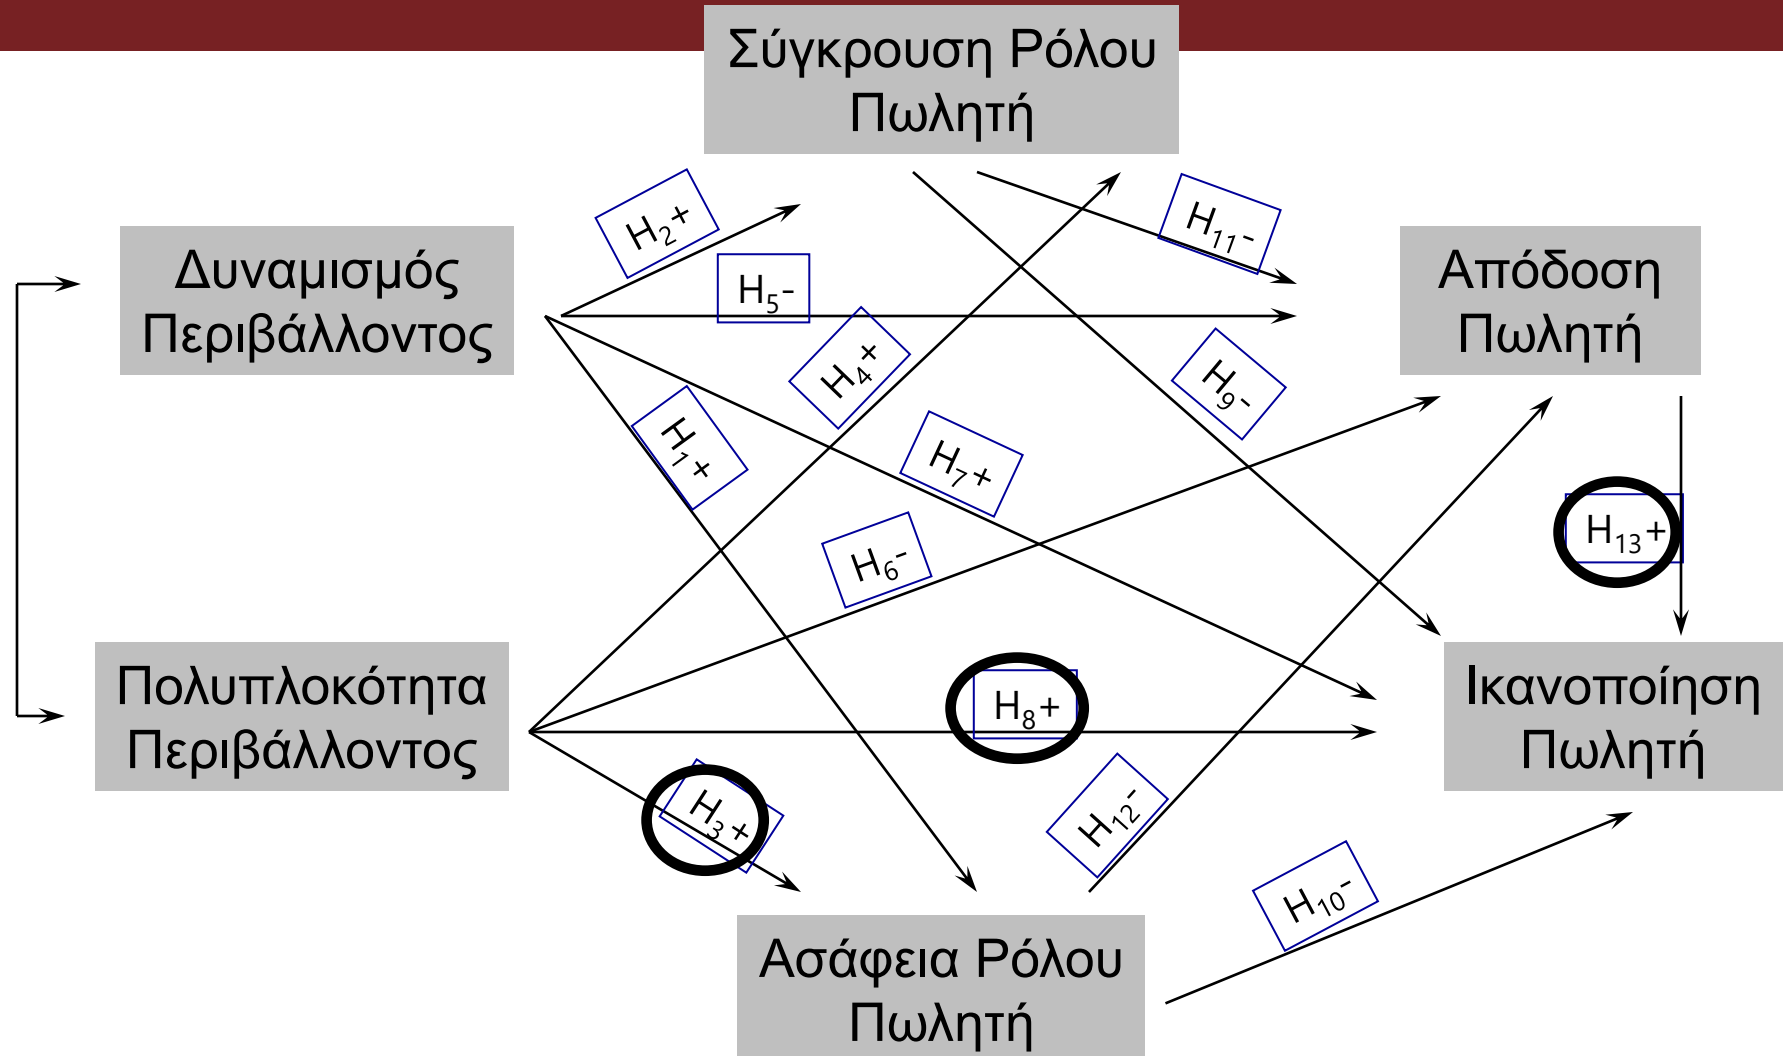 Σύγκρουση Ρόλου
Πωλητή
H2+
H11-
Δυναμισμός
Περιβάλλοντος
H5-
Απόδοση
Πωλητή
H4+
H9-
H1+
H7+
H6-
H13+
Πολυπλοκότητα
Περιβάλλοντος
H8+
Ικανοποίηση
Πωλητή
H3+
H12-
H10-
Ασάφεια Ρόλου
Πωλητή